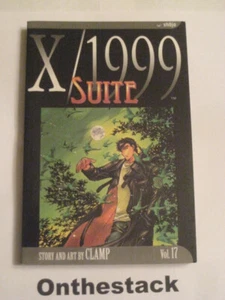 X/1999
SUITE
STORY AND ART BY CLAMP
Vol. 17
Onthestack